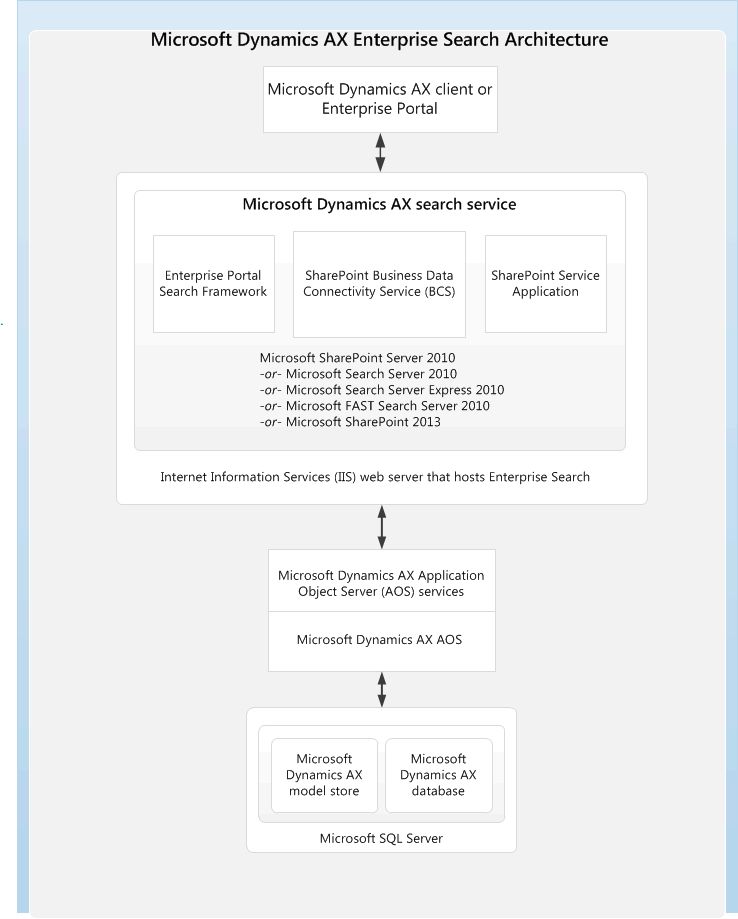 Microsoft Dynamics AX Enterprise Search Architecture
Microsoft Dynamics AX client or
Enterprise Portal
Microsoft Dynamics AX search service
Enterprise Portal
Search Framework
SharePoint Business Data
Connectivity Service (BCS)
SharePoint Service
Application
Microsoft SharePoint Server 2010
-or- Microsoft Search Server 2010
-or- Microsoft Search Server Express 2010
-or- Microsoft FAST Search Server 2010
-or- Microsoft SharePoint 2013
Internet Information Services (IIS) web server that hosts Enterprise Search
Microsoft Dynamics AX Application
Object Server (AOS) services
Microsoft Dynamics AX AOS
Microsoft
Dynamics AX
model store
Microsoft
Dynamics AX
database
Microsoft SQL Server